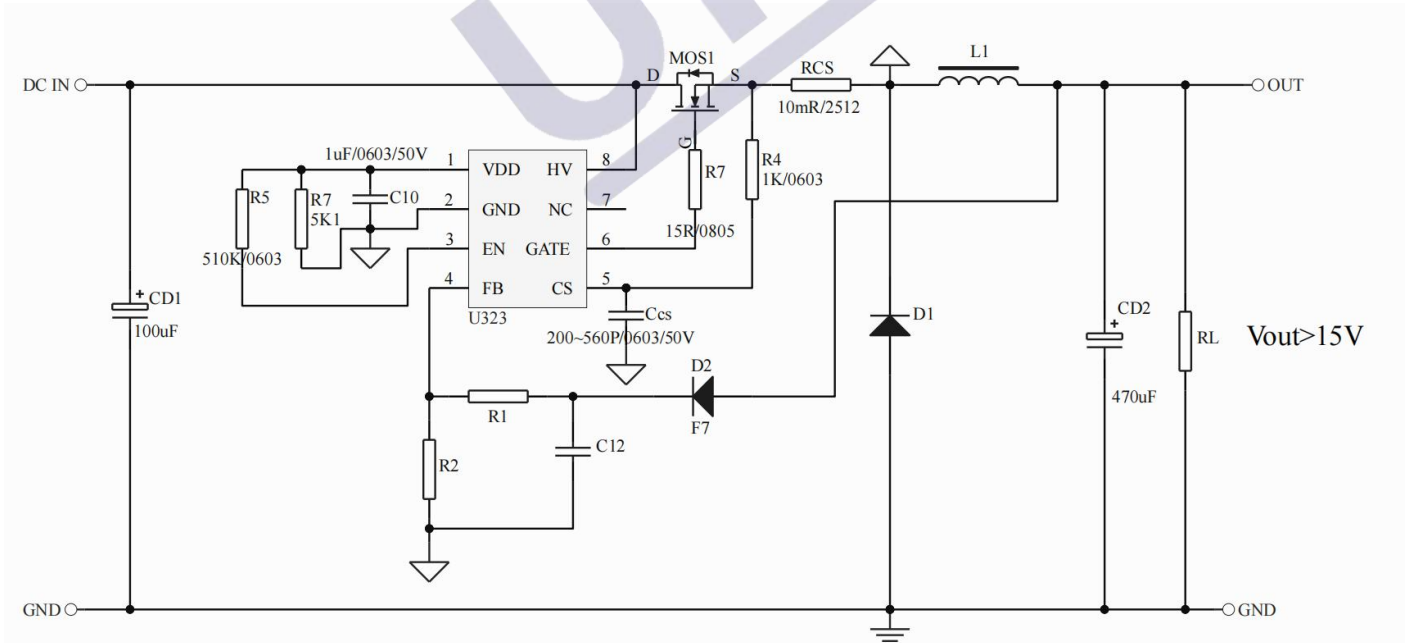 L1
MOS1
DC IN
D
S
RCS
OUT
10mR/2512
G
1uF/0603/50V
1
VDD
HV
8
R7
R4
1K/0603
R5
R7
5K1
C10
2
GND
NC
7
15R/0805
510K/0603
3
EN
GATE
6
4
FB
CS
5
+
CD1
100uF
U323
Ccs
200~560P/0603/50V
D1
+
CD2
RL
Vout>15V
D2
470uF
R1
F7
C12
R2
GND
GND